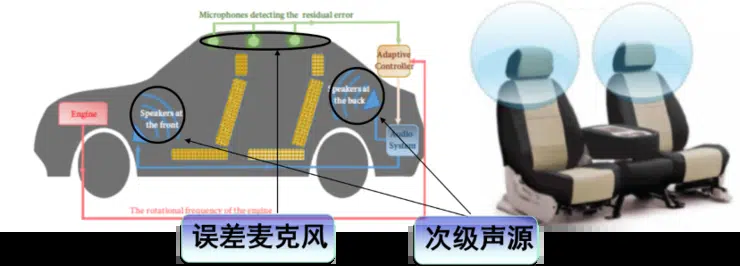 Microphones detecting the residual error
Adaptive
Controller
Speakers at
the front
Speakers at
the back
Engine
Audio
System
The rotational frequency of the engine
误差麦克风
次级声源